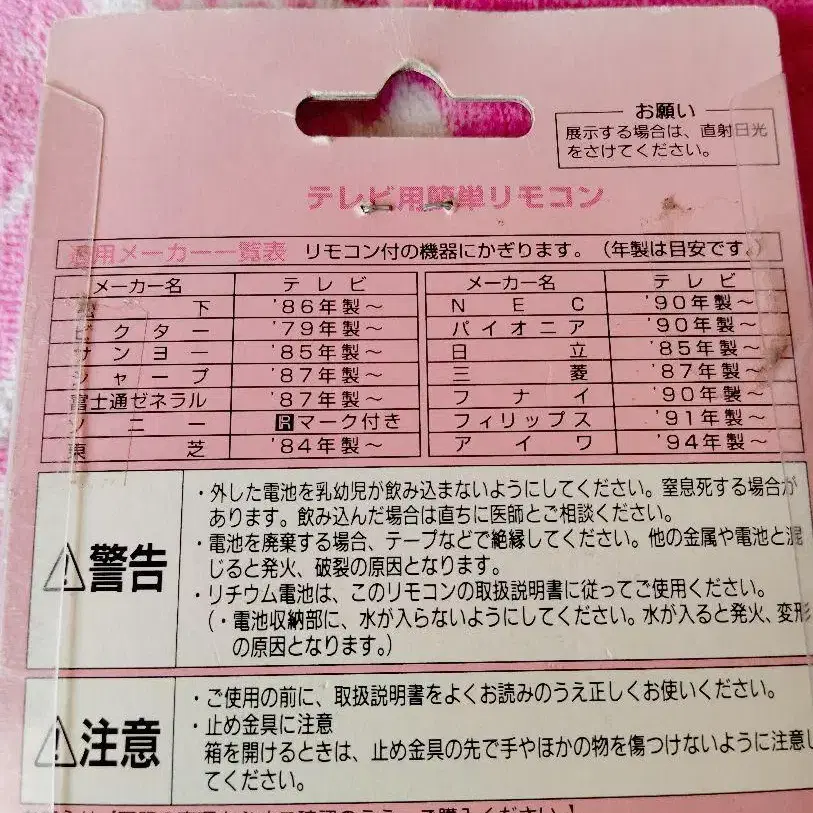 お願い
展示する場合は、直射日光
をさけてください。
テレビ用簡単リモコン
適用メーカー一覧表 リモコン付の機器にかぎります。(年製は目安です。)
メーカー名 テレビ メーカー名 テレビ
松下 '86年製〜 NEC '90年製〜
ビクター '79年製〜 パイオニア '90年製〜
サンヨー '85年製〜 日立 '85年製〜
シャープ '87年製〜 三菱 '87年製〜
富士通ゼネラル '87年製〜 フナイ '90年製〜
ソニー Rマーク付き フィリップス '91年製〜
東芝 '84年製〜 アイワ '94年製〜
⚠警告
・外した電池を乳幼児が飲み込まないようにしてください。窒息死する場合が
あります。飲み込んだ場合は直ちに医師とご相談ください。
・電池を廃棄する場合、テープなどで絶縁してください。他の金属や電池と混
じると発火、破裂の原因となります。
・リチウム電池は、このリモコンの取扱説明書に従ってご使用ください。
(・電池収納部に、水が入らないようにしてください。水が入ると発火、変形
の原因となります。)
⚠注意
・ご使用の前に、取扱説明書をよくお読みのうえ正しくお使いください。
・止め金具に注意
箱を開けるときは、止め金具の先で手やほかの物を傷つけないように注意し
てください。